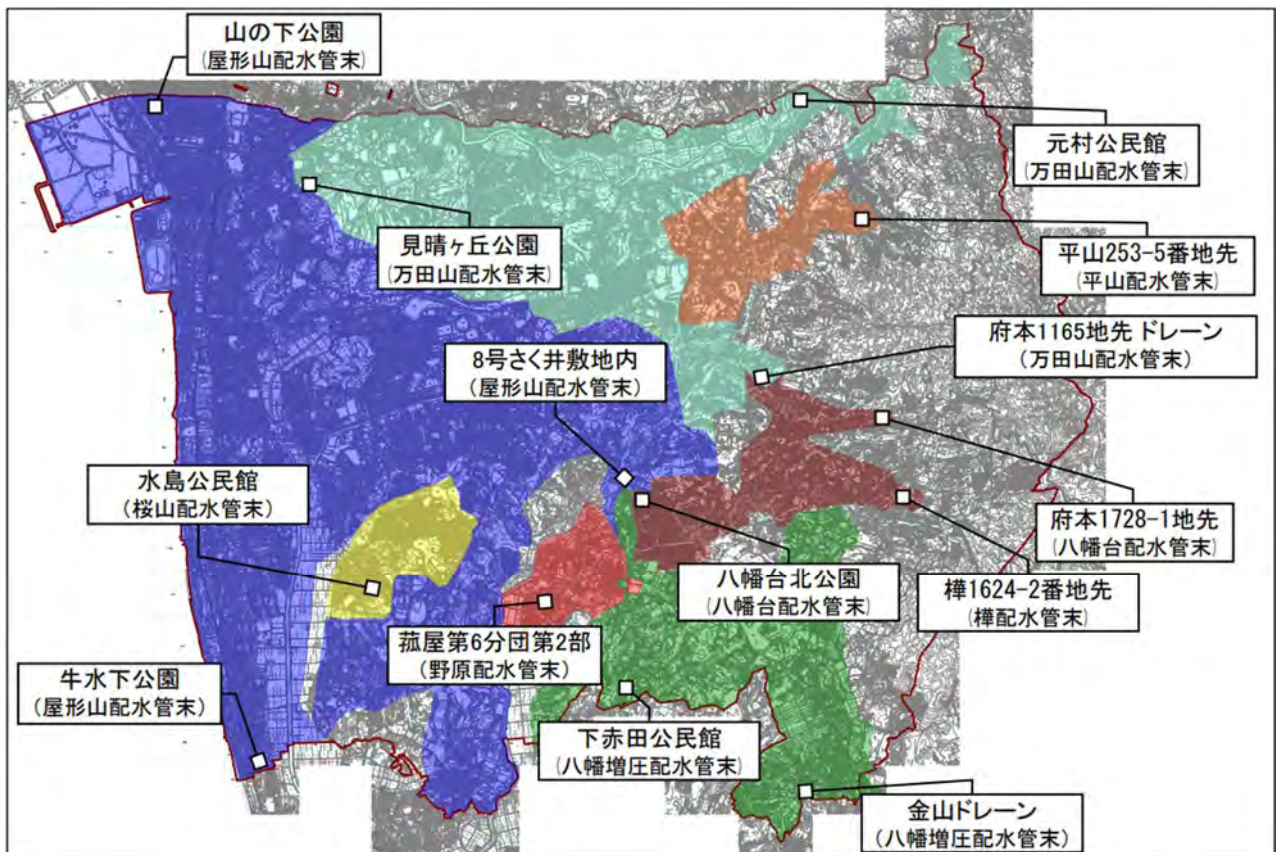 山の下公園
(屋形山配水管末)
元村公民館
(万田山配水管末)
見晴ヶ丘公園
(万田山配水管末)
平山253-5番地先
(平山配水管末)
府本1165地先 ドレーン
(万田山配水管末)
8号さく井敷地内
(屋形山配水管末)
水島公民館
(桜山配水管末)
府本1728-1地先
(八幡台配水管末)
八幡台北公園
(八幡台配水管末)
樺1624-2番地先
(樺配水管末)
菰屋第6分団第2部
(野原配水管末)
牛水下公園
(屋形山配水管末)
下赤田公民館
(八幡増圧配水管末)
金山ドレーン
(八幡増圧配水管末)